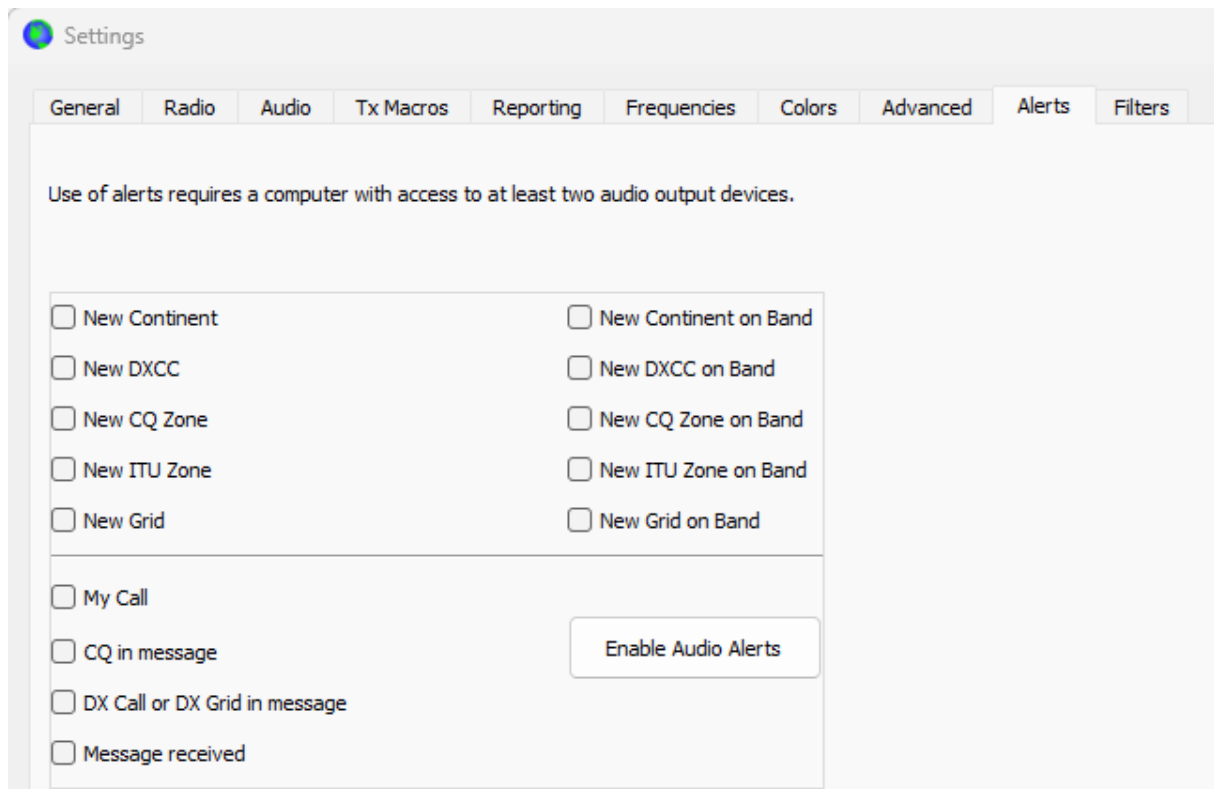 Settings
General Radio Audio Tx Macros Reporting Frequencies Colors Advanced Alerts Filters
Use of alerts requires a computer with access to at least two audio output devices.
New Continent New Continent on Band
New DXCC New DXCC on Band
New CQ Zone New CQ Zone on Band
New ITU Zone New ITU Zone on Band
New Grid New Grid on Band
My Call
CQ in message Enable Audio Alerts
DX Call or DX Grid in message
Message received